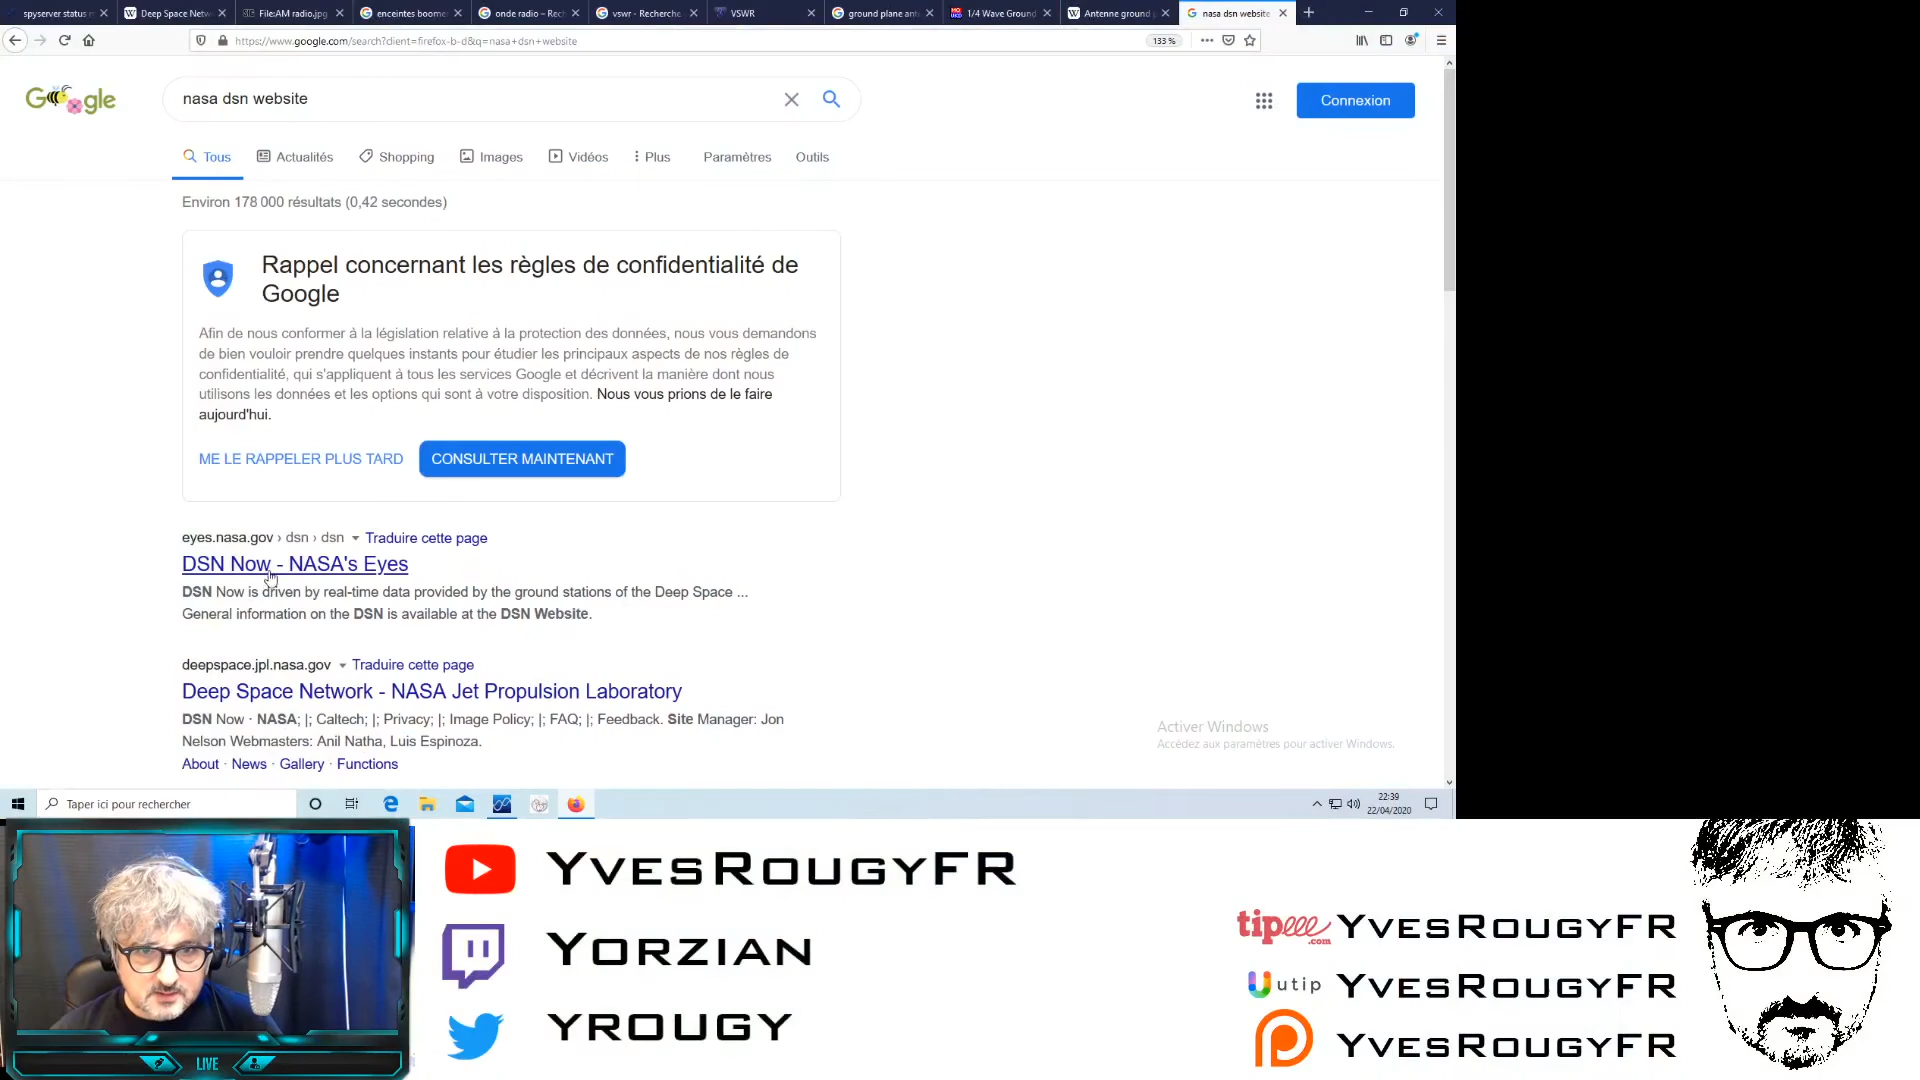 spyserver status m
Deep Space Netw
File:AM radio.jpg
enceintes boome
onde radio – Rec
vswr - Recherche
VSWR
ground plane ant
1/4 Wave Ground
Antenne ground p
nasa dsn website
https://www.google.com/search?client=firefox-b-d&q=nasa+dsn+website
133 %
Google
nasa dsn website
Connexion
Tous
Actualités
Shopping
Images
Vidéos
Plus
Paramètres
Outils
Environ 178 000 résultats (0,42 secondes)
Rappel concernant les règles de confidentialité de
Google
Afin de nous conformer à la législation relative à la protection des données, nous vous demandons
de bien vouloir prendre quelques instants pour étudier les principaux aspects de nos règles de
confidentialité, qui s'appliquent à tous les services Google et décrivent la manière dont nous
utilisons les données et les options qui sont à votre disposition. Nous vous prions de le faire
aujourd'hui.
ME LE RAPPELER PLUS TARD
CONSULTER MAINTENANT
eyes.nasa.gov › dsn › dsn Traduire cette page
DSN Now - NASA's Eyes
DSN Now is driven by real-time data provided by the ground stations of the Deep Space ...
General information on the DSN is available at the DSN Website.
deepspace.jpl.nasa.gov Traduire cette page
Deep Space Network - NASA Jet Propulsion Laboratory
DSN Now · NASA; |; Caltech; |; Privacy; |; Image Policy; |; FAQ; |; Feedback. Site Manager: Jon
Nelson Webmasters: Anil Natha, Luis Espinoza.
About · News · Gallery · Functions
Activer Windows
Accédez aux paramètres pour activer Windows.
Taper ici pour rechercher
22:39
22/04/2020
LIVE
YvesRougyFR
Yorzian
YROUGY
tipeee.com YvesRougyFR
utip YvesRougyFR
YvesRougyFR